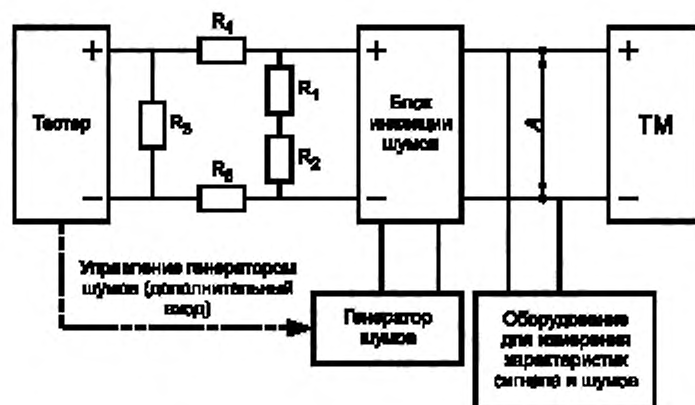 R₄
+
+
+
+
R₁
Тестер
R₃
Блок
инжекции
шумов
A
ТМ
R₂
R₅
−
−
−
−
Управление генератором
шумов (дополнительный
вход)
Генератор
шумов
Оборудование
для измерения
характеристик
сигнала и шумов